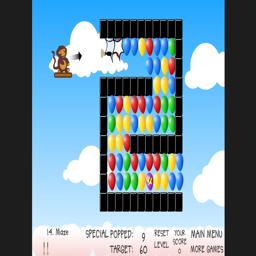 14. Maze
SPECIAL POPPED: 9
TARGET: 60
RESET LEVEL
YOUR SCORE 0
MAIN MENU
MORE GAMES